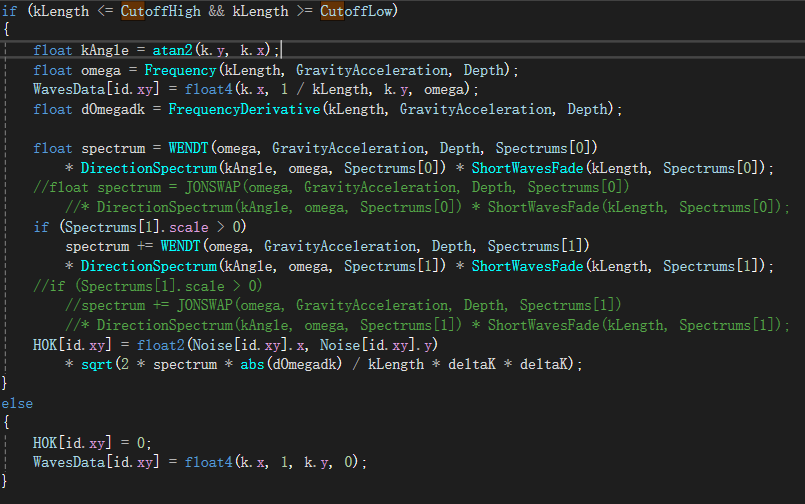 if (kLength <= CutoffHigh && kLength >= CutoffLow)
{
    float kAngle = atan2(k.y, k.x);
    float omega = Frequency(kLength, GravityAcceleration, Depth);
    WavesData[id.xy] = float4(k.x, 1 / kLength, k.y, omega);
    float dOmegadk = FrequencyDerivative(kLength, GravityAcceleration, Depth);

    float spectrum = WENDT(omega, GravityAcceleration, Depth, Spectrums[0])
        * DirectionSpectrum(kAngle, omega, Spectrums[0]) * ShortWavesFade(kLength, Spectrums[0]);
    //float spectrum = JONSWAP(omega, GravityAcceleration, Depth, Spectrums[0])
        //* DirectionSpectrum(kAngle, omega, Spectrums[0]) * ShortWavesFade(kLength, Spectrums[0]);
    if (Spectrums[1].scale > 0)
        spectrum += WENDT(omega, GravityAcceleration, Depth, Spectrums[1])
        * DirectionSpectrum(kAngle, omega, Spectrums[1]) * ShortWavesFade(kLength, Spectrums[1]);
    //if (Spectrums[1].scale > 0)
        //spectrum += JONSWAP(omega, GravityAcceleration, Depth, Spectrums[1])
        //* DirectionSpectrum(kAngle, omega, Spectrums[1]) * ShortWavesFade(kLength, Spectrums[1]);
    HOK[id.xy] = float2(Noise[id.xy].x, Noise[id.xy].y)
        * sqrt(2 * spectrum * abs(dOmegadk) / kLength * deltaK * deltaK);
}
else
{
    HOK[id.xy] = 0;
    WavesData[id.xy] = float4(k.x, 1, k.y, 0);
}